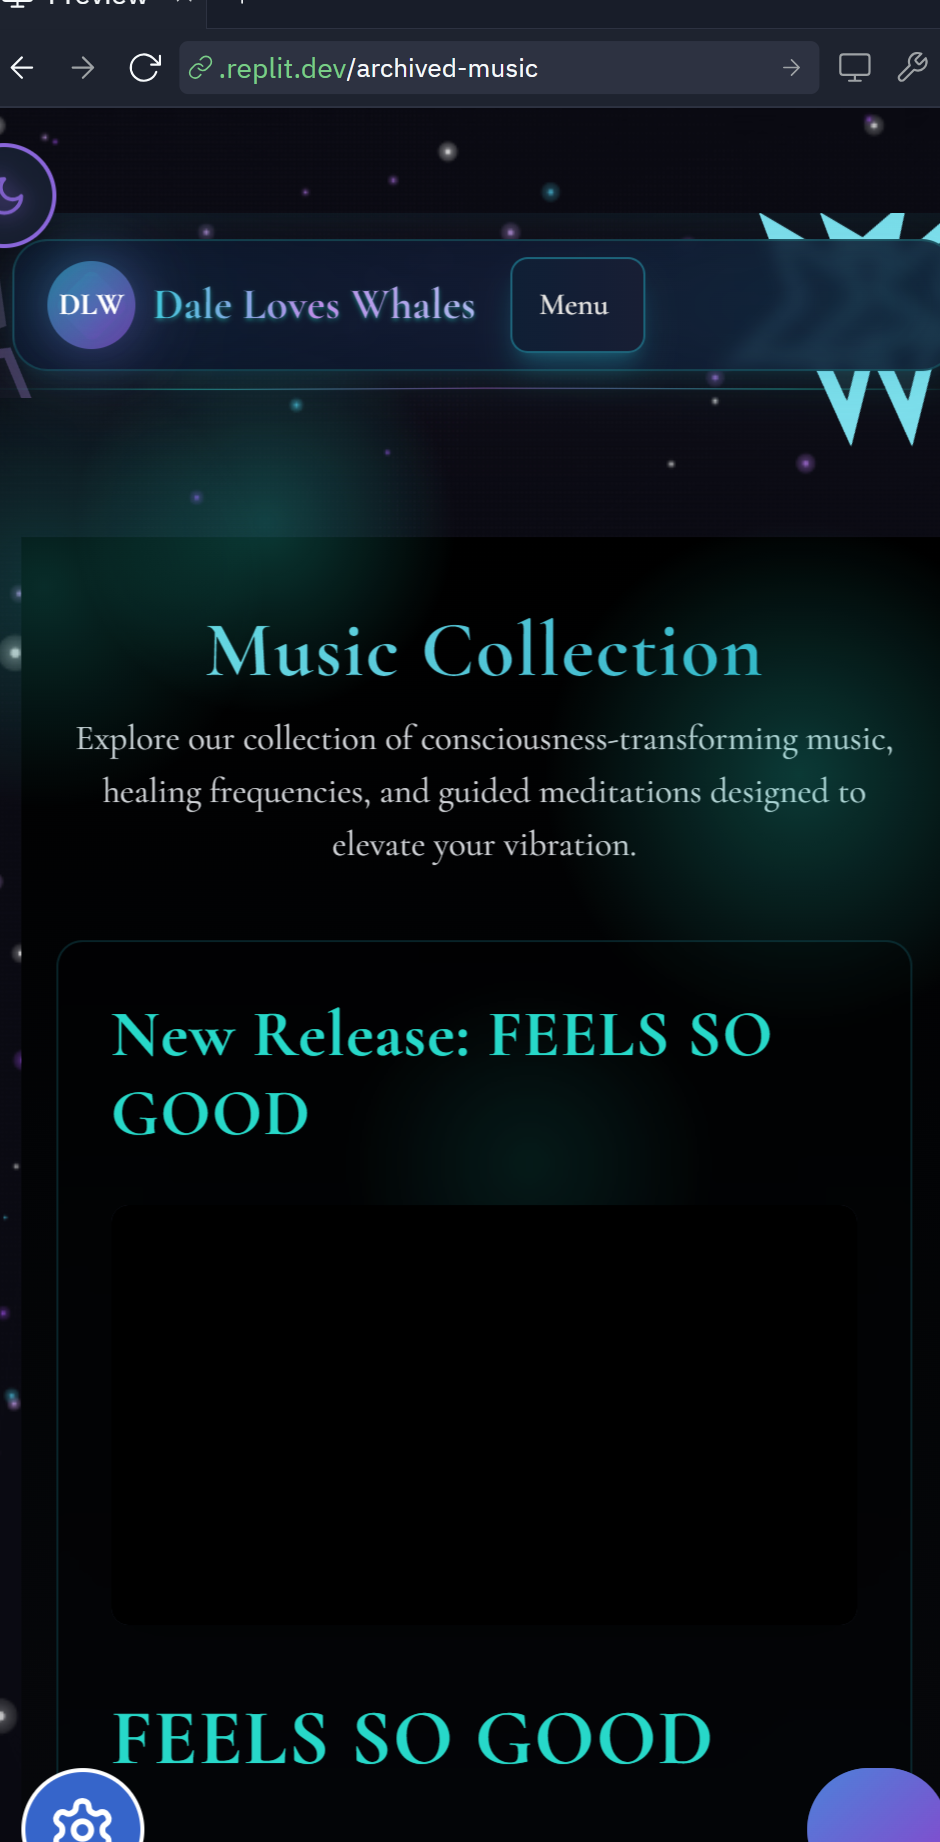 Preview
.replit.dev/archived-music
DLW Dale Loves Whales Menu
Music Collection
Explore our collection of consciousness-transforming music,
healing frequencies, and guided meditations designed to
elevate your vibration.
New Release: FEELS SO
GOOD
FEELS SO GOOD